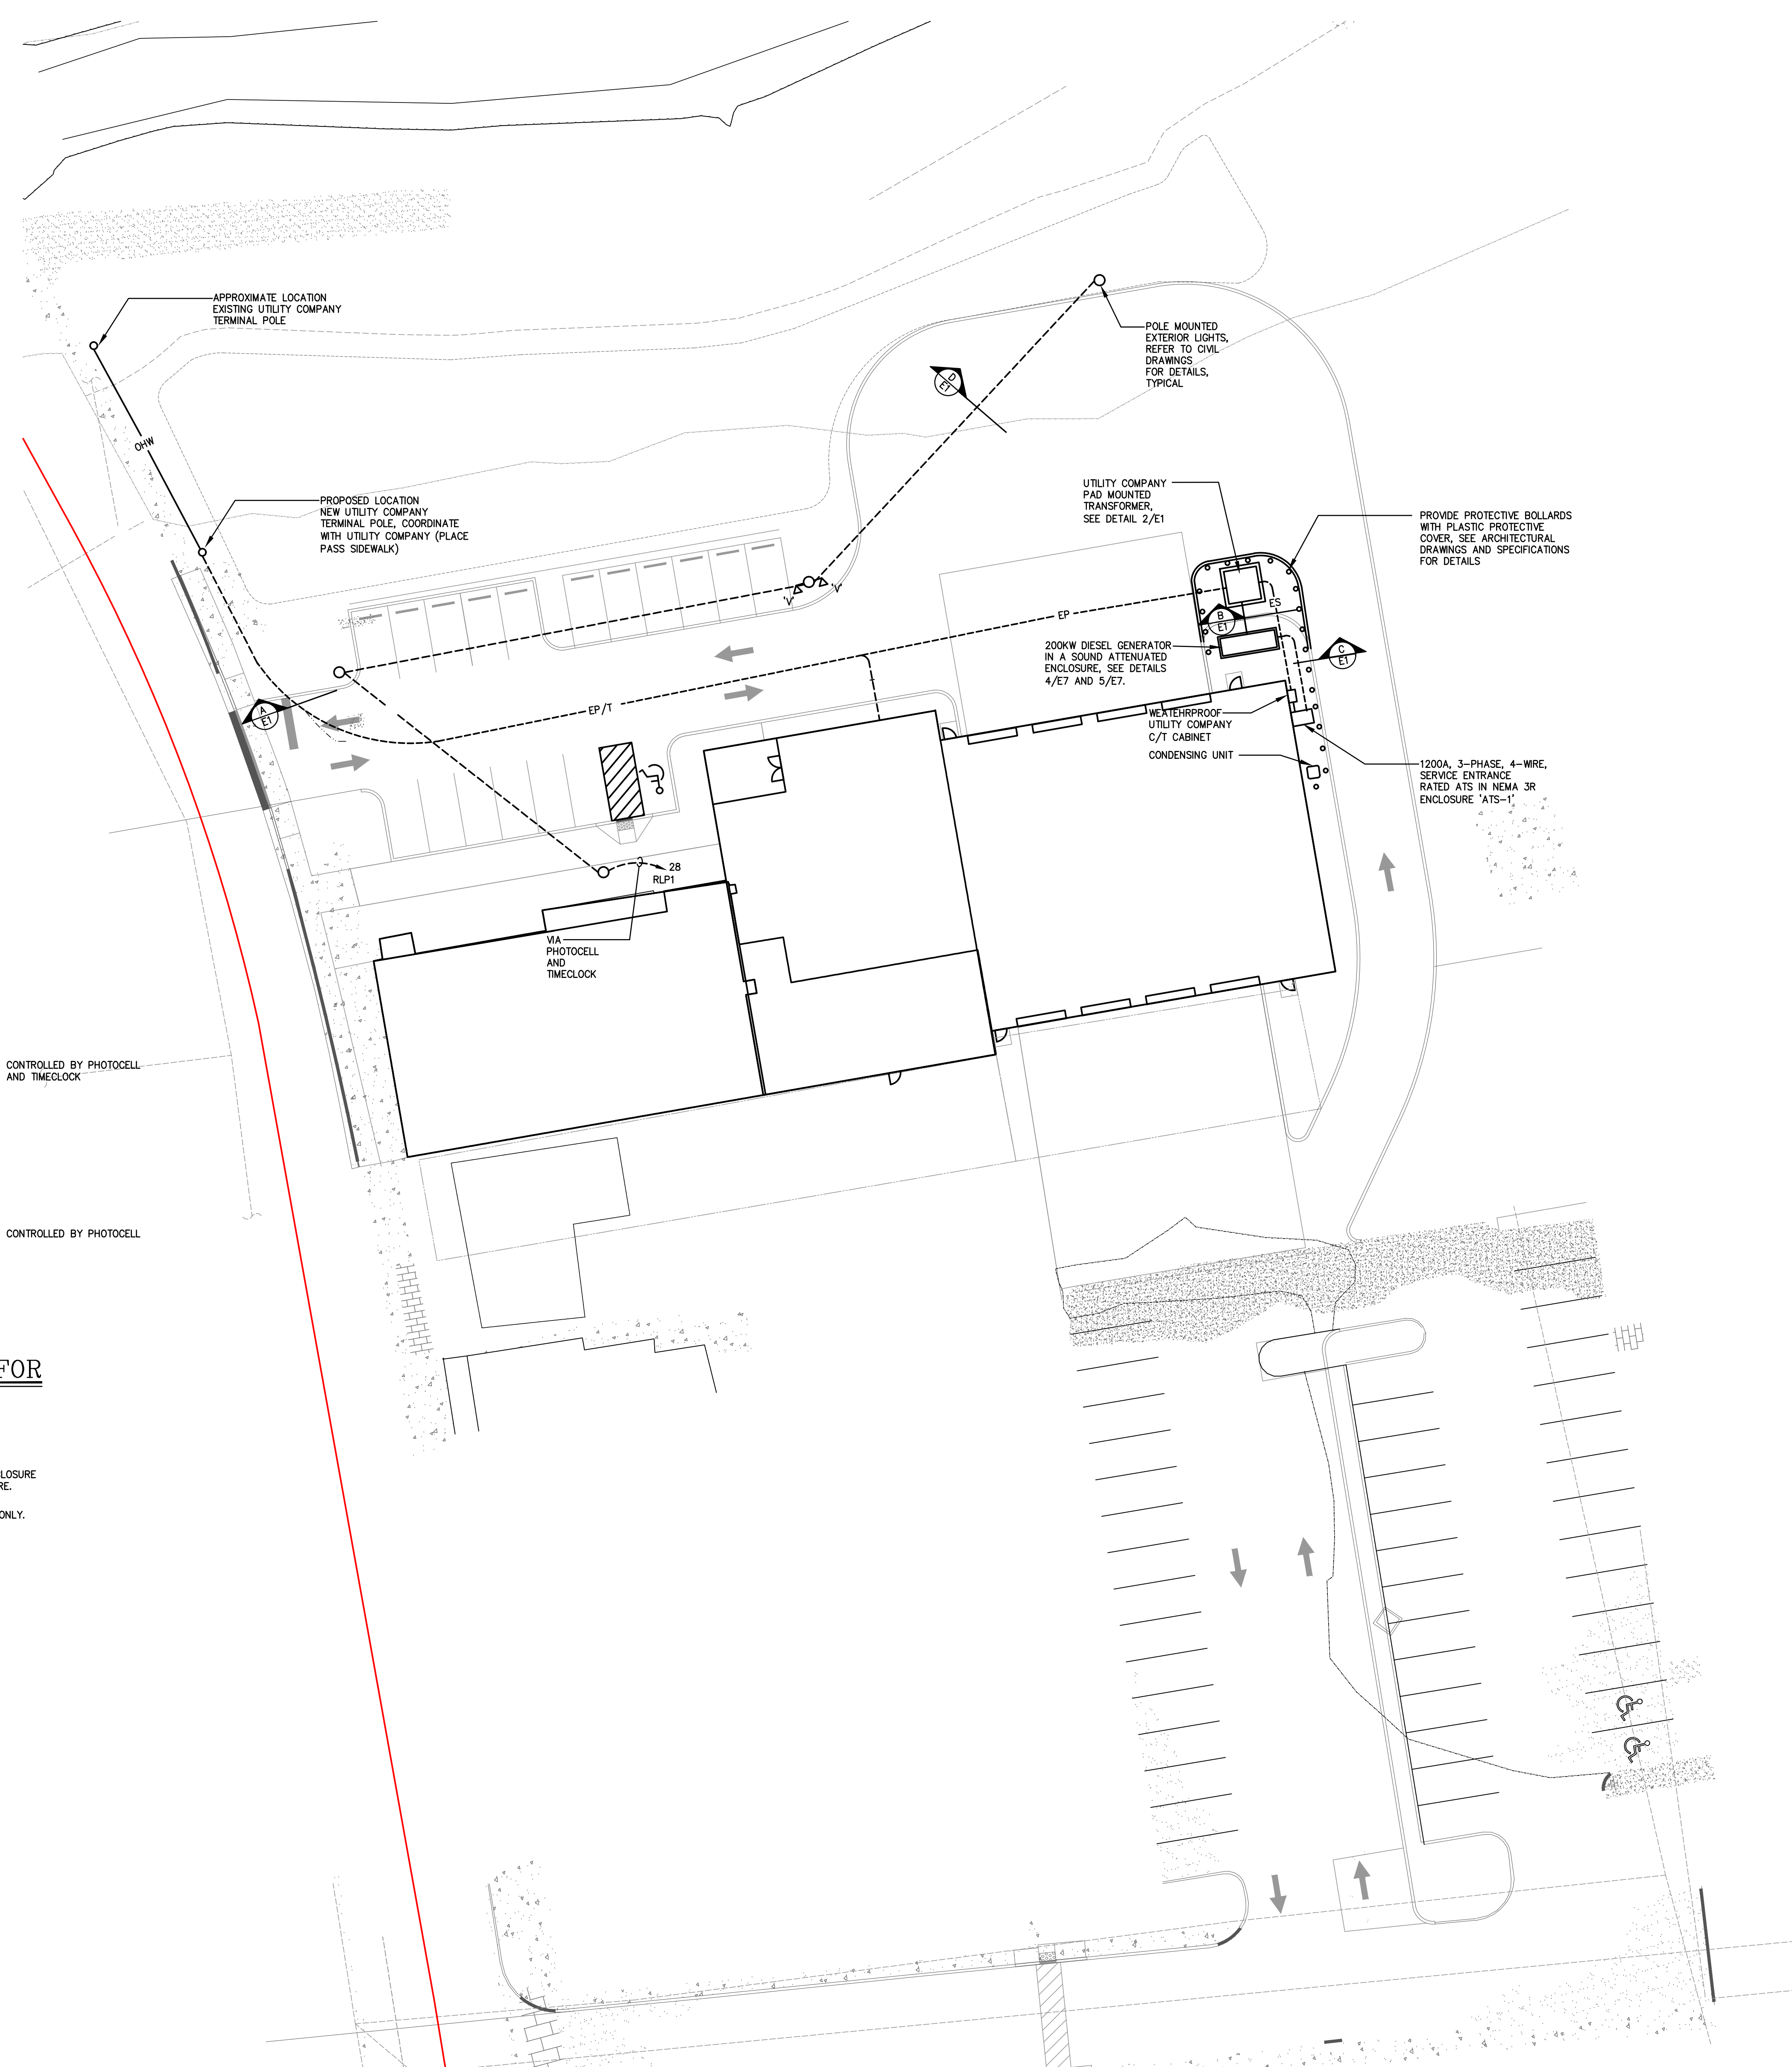 APPROXIMATE LOCATION
EXISTING UTILITY COMPANY
TERMINAL POLE
POLE MOUNTED
EXTERIOR LIGHTS,
REFER TO CIVIL
DRAWINGS
FOR DETAILS,
TYPICAL
D
E1
OHW
UTILITY COMPANY
PAD MOUNTED
TRANSFORMER,
SEE DETAIL 2/E1
PROPOSED LOCATION
NEW UTILITY COMPANY
TERMINAL POLE, COORDINATE
WITH UTILITY COMPANY (PLACE
PASS SIDEWALK)
PROVIDE PROTECTIVE BOLLARDS
WITH PLASTIC PROTECTIVE
COVER, SEE ARCHITECTURAL
DRAWINGS AND SPECIFICATIONS
FOR DETAILS
'V'
'V'
EP
ES
B
E1
200KW DIESEL GENERATOR
IN A SOUND ATTENUATED
ENCLOSURE, SEE DETAILS
4/E7 AND 5/E7.
C
E1
A
E1
EP/T
WEATEHRPROOF
UTILITY COMPANY
C/T CABINET
CONDENSING UNIT
1200A, 3-PHASE, 4-WIRE,
SERVICE ENTRANCE
RATED ATS IN NEMA 3R
ENCLOSURE 'ATS-1'
28
RLP1
VIA
PHOTOCELL
AND
TIMECLOCK
CONTROLLED BY PHOTOCELL
AND TIMECLOCK
CONTROLLED BY PHOTOCELL
FOR
CLOSURE
RE.
ONLY.